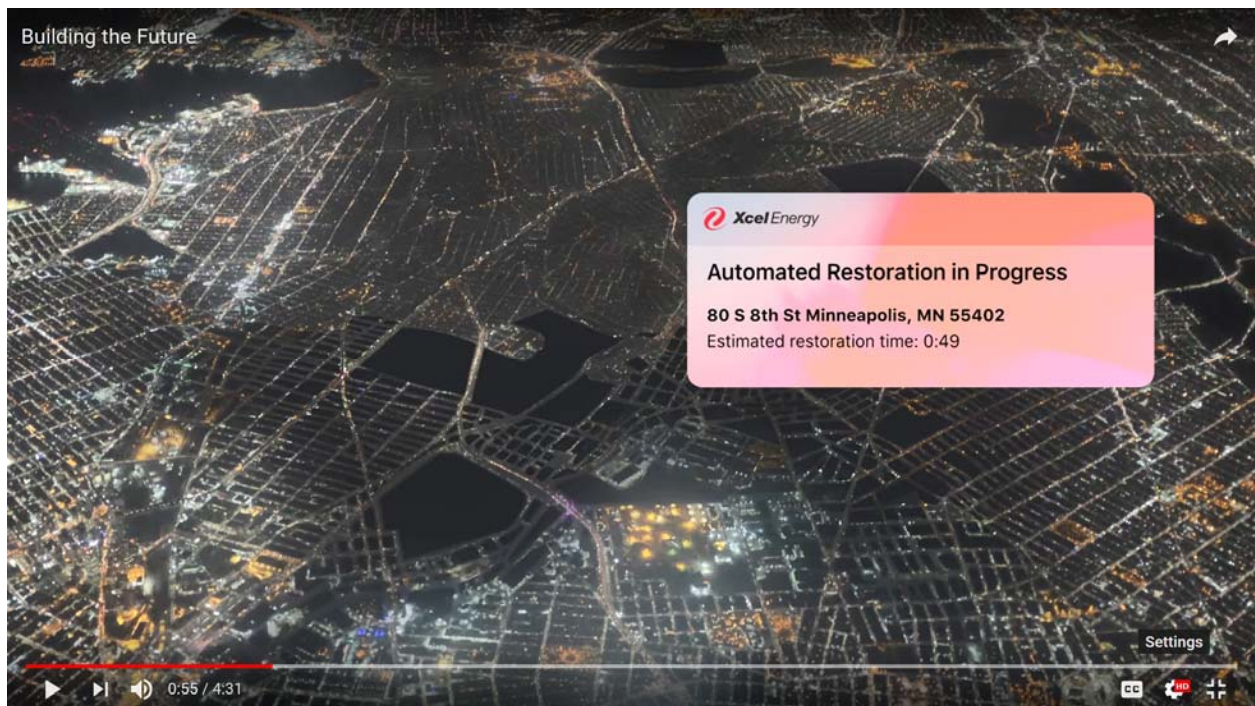 Building the Future
Xcel Energy
Automated Restoration in Progress
80 S 8th St Minneapolis, MN 55402
Estimated restoration time: 0:49
Settings
0:55 / 4:31
CC
HD